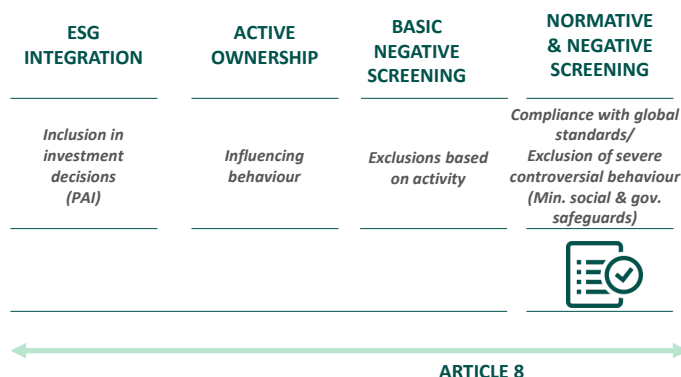 ESG
INTEGRATION
ACTIVE
OWNERSHIP
BASIC
NEGATIVE
SCREENING
NORMATIVE
& NEGATIVE
SCREENING
Inclusion in
investment
decisions
(PAI)
Influencing
behaviour
Exclusions based
on activity
Compliance with global
standards/
Exclusion of severe
controversial behaviour
(Min. social & gov.
safeguards)
ARTICLE 8